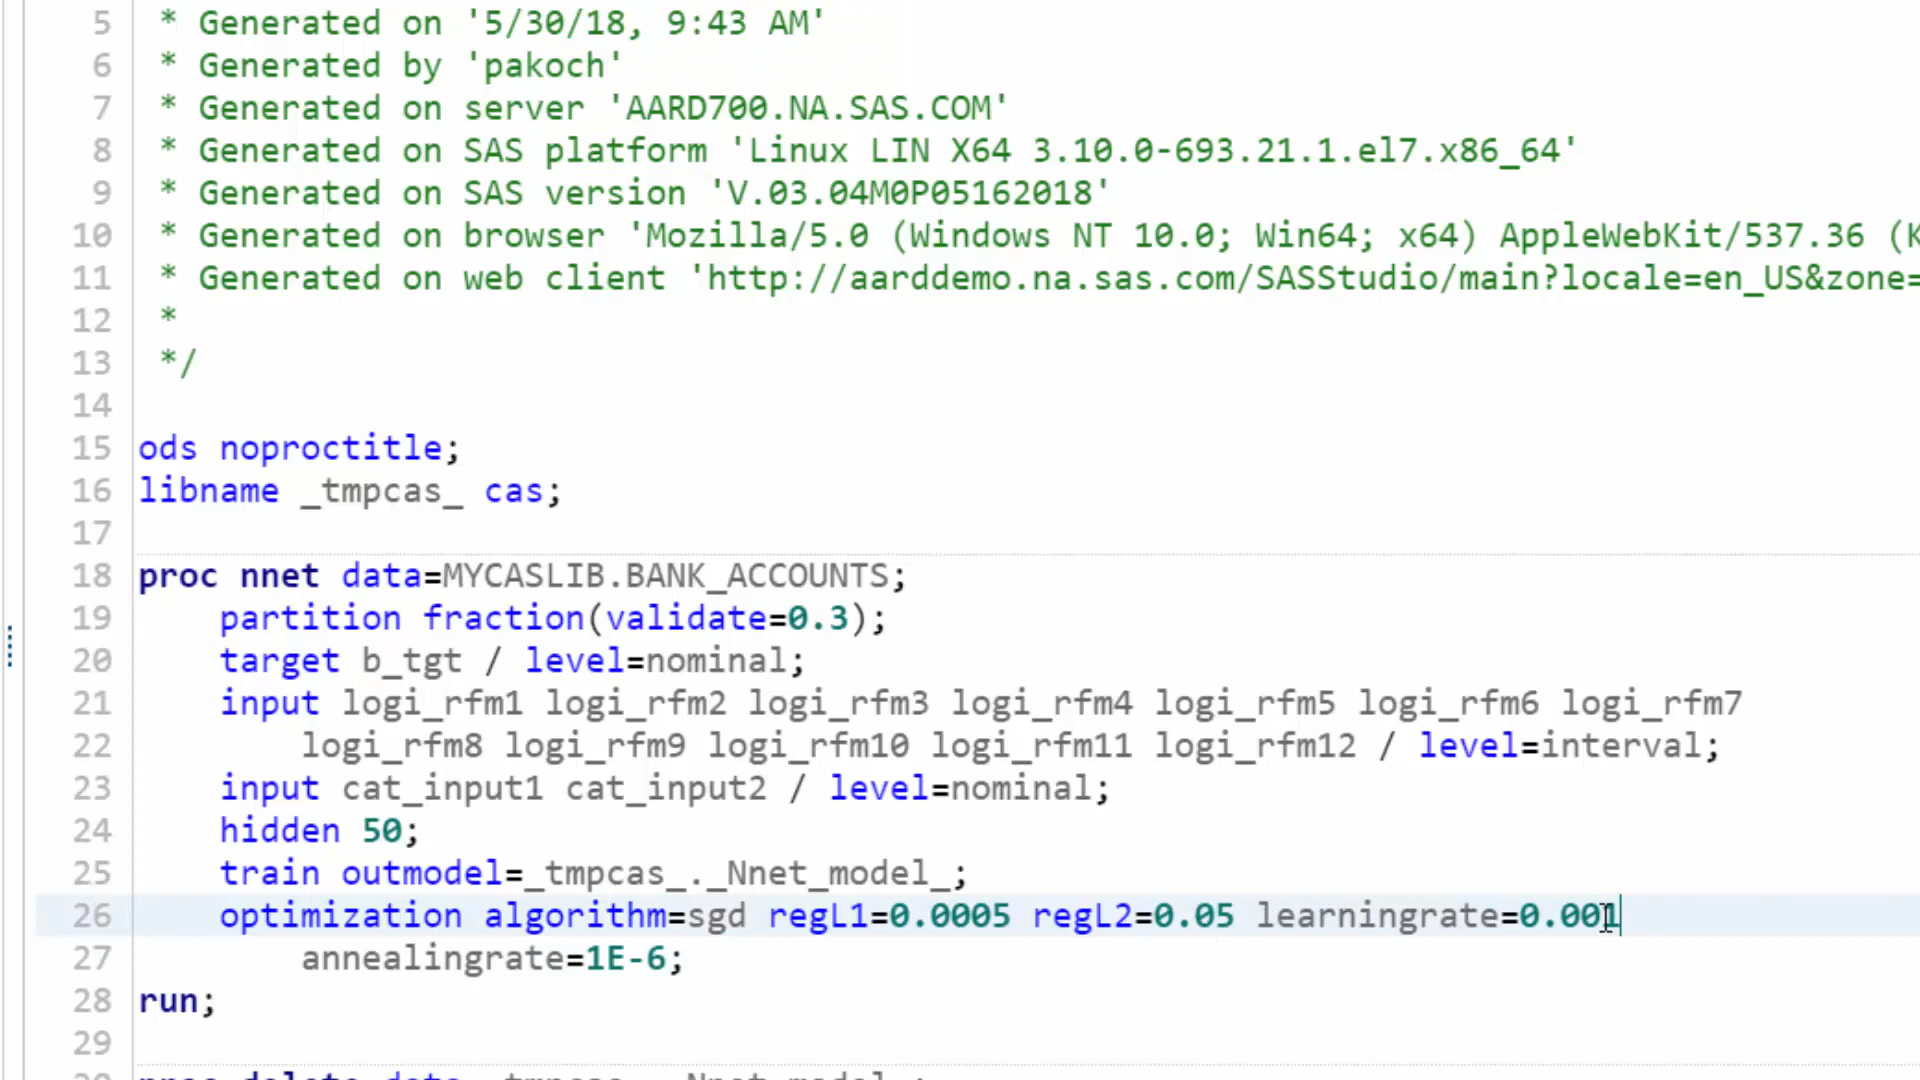 5 * Generated on '5/30/18, 9:43 AM'
6 * Generated by 'pakoch'
7 * Generated on server 'AARD700.NA.SAS.COM'
8 * Generated on SAS platform 'Linux LIN X64 3.10.0-693.21.1.el7.x86_64'
9 * Generated on SAS version 'V.03.04M0P05162018'
10 * Generated on browser 'Mozilla/5.0 (Windows NT 10.0; Win64; x64) AppleWebKit/537.36 (K
11 * Generated on web client 'http://aarddemo.na.sas.com/SASStudio/main?locale=en_US&zone=
12 *
13 */
14
15 ods noproctitle;
16 libname _tmpcas_ cas;
17
18 proc nnet data=MYCASLIB.BANK_ACCOUNTS;
19 partition fraction(validate=0.3);
20 target b_tgt / level=nominal;
21 input logi_rfm1 logi_rfm2 logi_rfm3 logi_rfm4 logi_rfm5 logi_rfm6 logi_rfm7
22 logi_rfm8 logi_rfm9 logi_rfm10 logi_rfm11 logi_rfm12 / level=interval;
23 input cat_input1 cat_input2 / level=nominal;
24 hidden 50;
25 train outmodel=_tmpcas_._Nnet_model_;
26 optimization algorithm=sgd regL1=0.0005 regL2=0.05 learningrate=0.001
27 annealingrate=1E-6;
28 run;
29
proc delete data